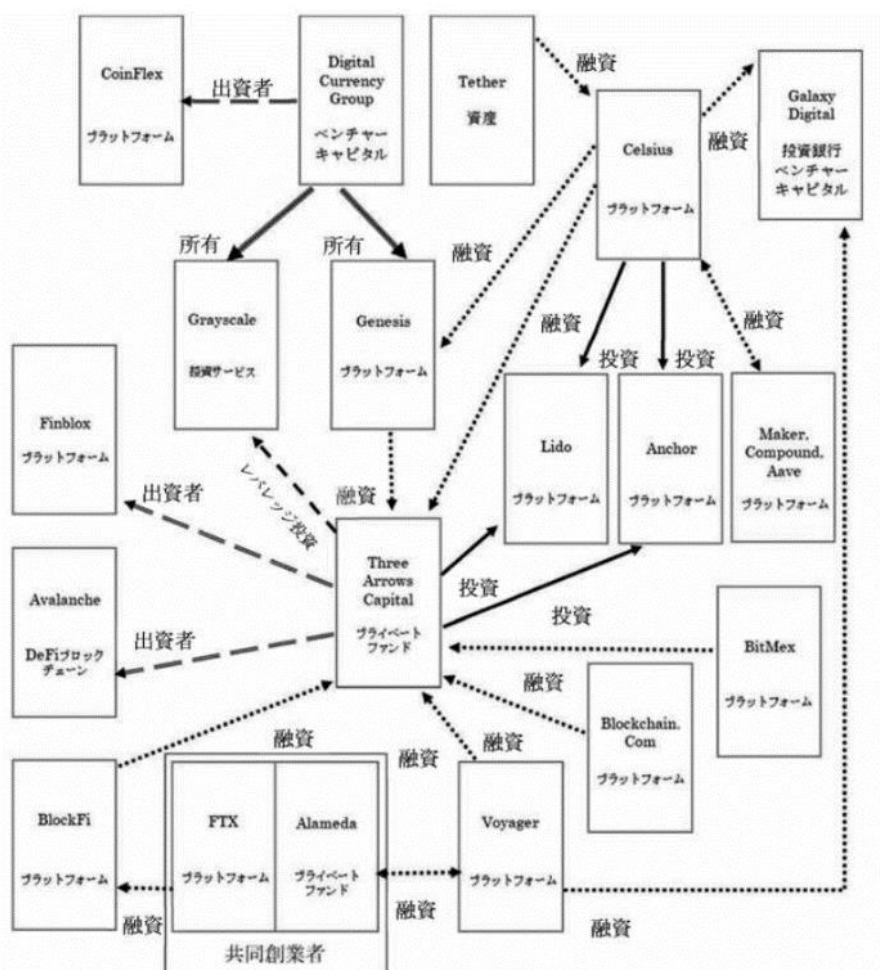 CoinFlex
プラットフォーム
出資者
Digital
Currency
Group
ベンチャー
キャピタル
Tether
資産
融資
Celsius
プラットフォーム
融資
Galaxy
Digital
投資銀行
ベンチャー
キャピタル
所有
所有
融資
Grayscale
投資サービス
Genesis
プラットフォーム
融資
融資
投資
投資
Finblox
プラットフォーム
Lido
プラットフォーム
Anchor
プラットフォーム
Maker,
Compound,
Aave
プラットフォーム
出資者
レバレッジ投資
融資
Three
Arrows
Capital
プライベート
ファンド
投資
投資
Avalanche
DeFiブロック
チェーン
出資者
BitMex
プラットフォーム
融資
Blockchain.
Com
プラットフォーム
融資
融資
融資
BlockFi
プラットフォーム
FTX
プラットフォーム
Alameda
プライベート
ファンド
Voyager
プラットフォーム
融資
融資
融資
共同創業者